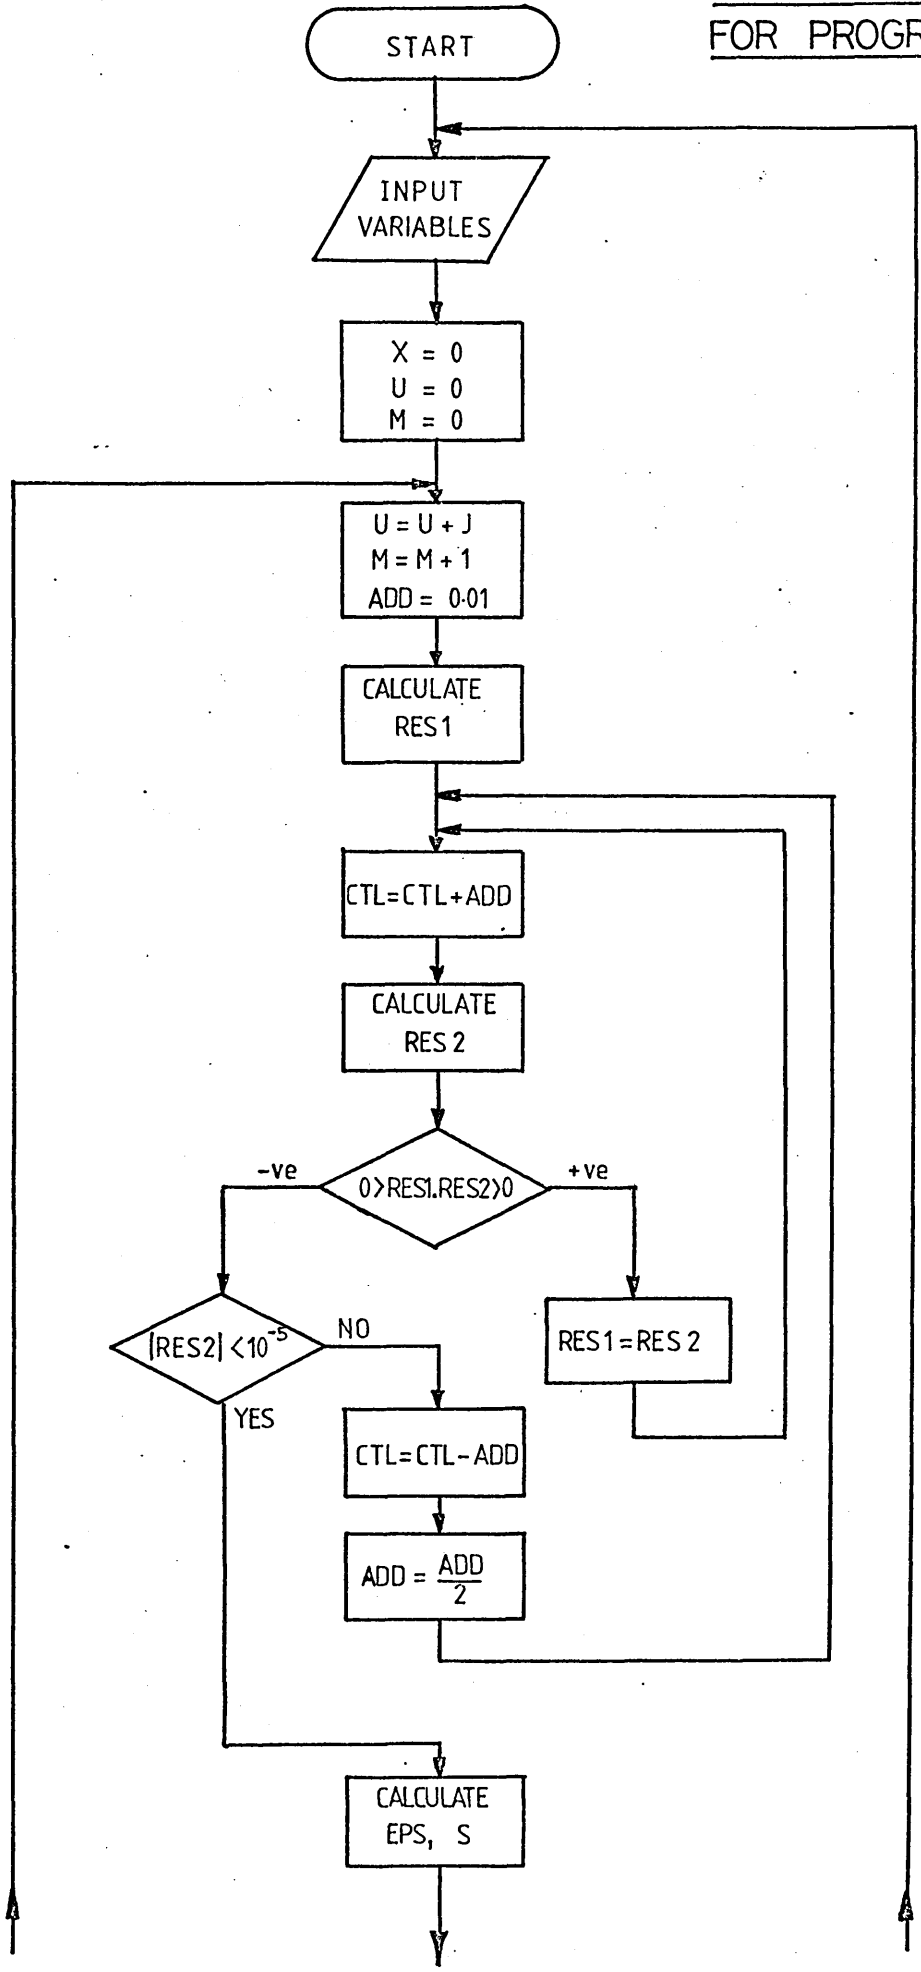 FOR PROGR
START
INPUT
VARIABLES
X = 0
U = 0
M = 0
U = U + J
M = M + 1
ADD = 0·01
CALCULATE
RES1
CTL=CTL+ADD
CALCULATE
RES 2
-ve
0>RES1.RES2>0
+ve
|RES2| <10⁻⁵
NO
YES
RES1=RES 2
CTL=CTL-ADD
ADD = ADD
2
CALCULATE
EPS, S